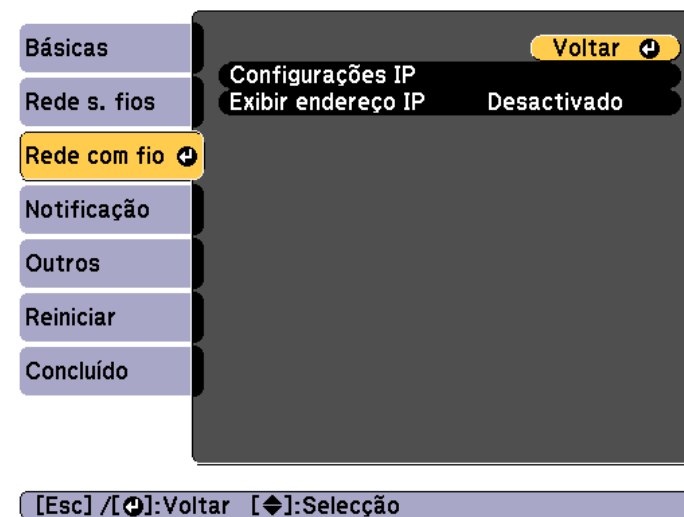 Básicas
Rede s. fios
Rede com fio
Notificação
Outros
Reiniciar
Concluído
Voltar
Configurações IP
Exibir endereço IP Desactivado
[Esc] /[⏎]:Voltar [◆]:Selecção